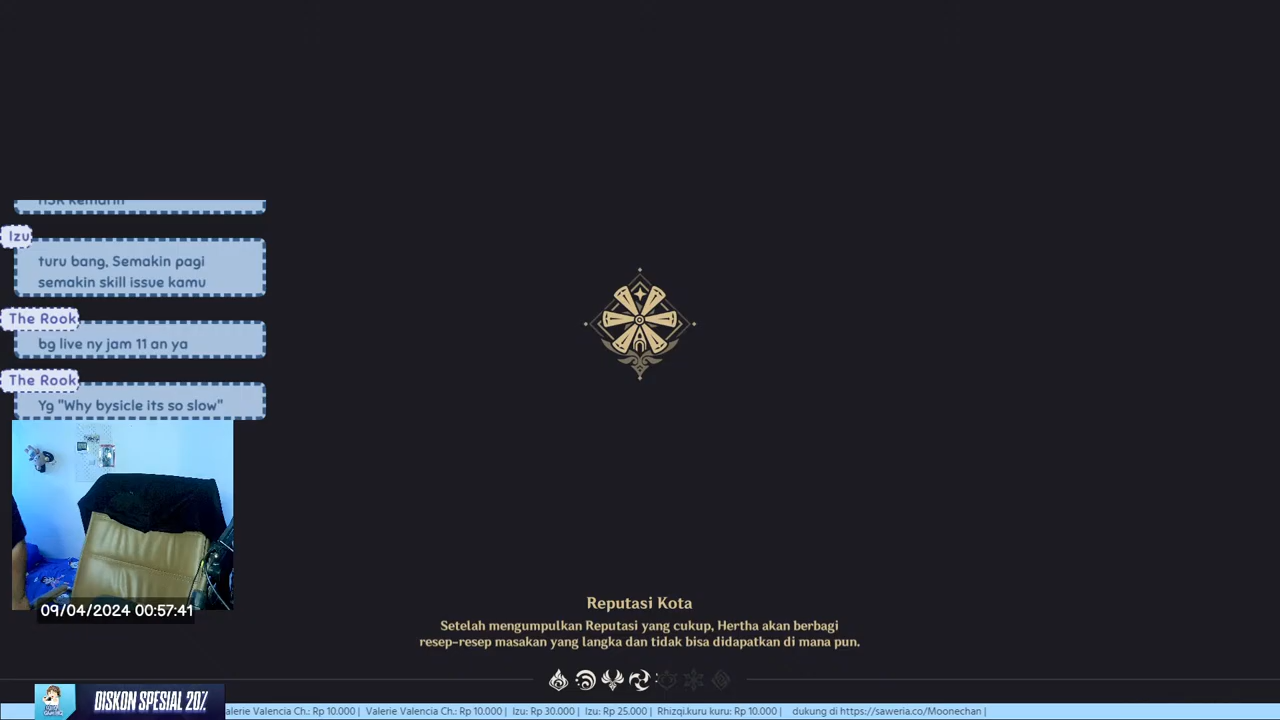 HSR kemarin
Izu
turu bang, Semakin pagi
semakin skill issue kamu
The Rook
bg live ny jam 11 an ya
The Rook
Yg "Why bysicle its so slow"
09/04/2024 00:57:41
Reputasi Kota
Setelah mengumpulkan Reputasi yang cukup, Hertha akan berbagi
resep-resep masakan yang langka dan tidak bisa didapatkan di mana pun.
DISKON SPESIAL 20%
alerie Valencia Ch.: Rp 10.000 | Valerie Valencia Ch.: Rp 10.000 | Izu: Rp 30.000 | Izu: Rp 25.000 | Rhizqi.kuru kuru: Rp 10.000 | dukung di https://saweria.co/Moonechan |